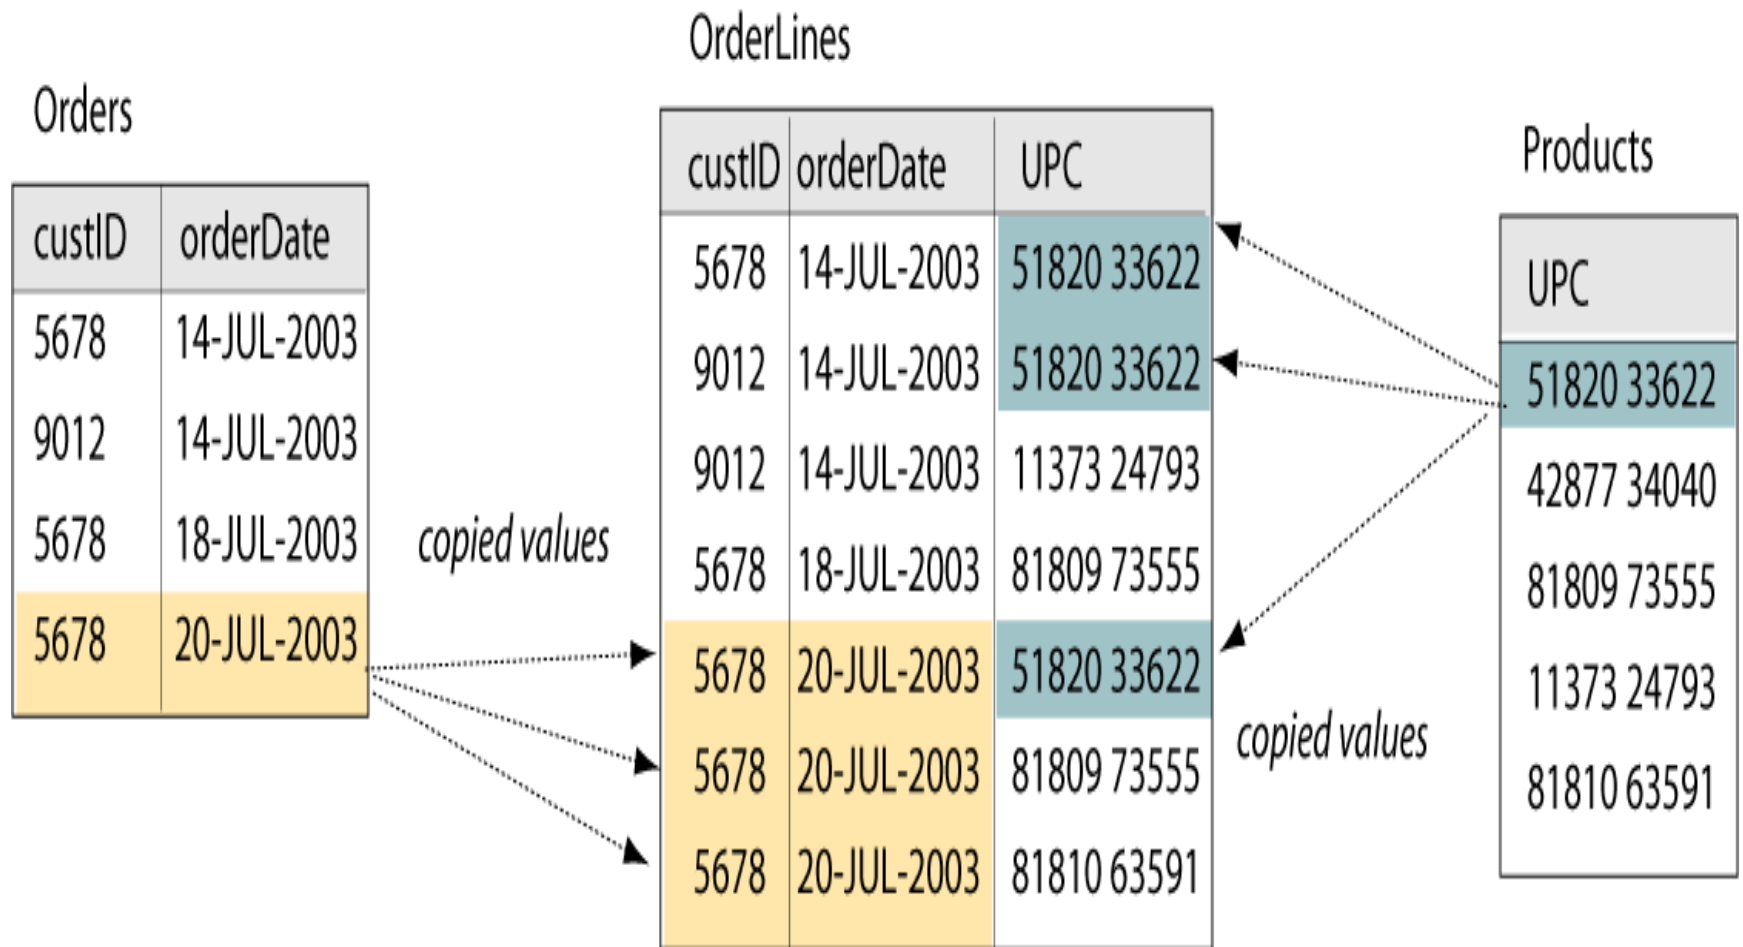 Orders
custID orderDate
5678 14-JUL-2003
9012 14-JUL-2003
5678 18-JUL-2003
5678 20-JUL-2003
copied values
OrderLines
custID orderDate UPC
5678 14-JUL-2003 51820 33622
9012 14-JUL-2003 51820 33622
9012 14-JUL-2003 11373 24793
5678 18-JUL-2003 81809 73555
5678 20-JUL-2003 51820 33622
5678 20-JUL-2003 81809 73555
5678 20-JUL-2003 81810 63591
copied values
Products
UPC
51820 33622
42877 34040
81809 73555
11373 24793
81810 63591